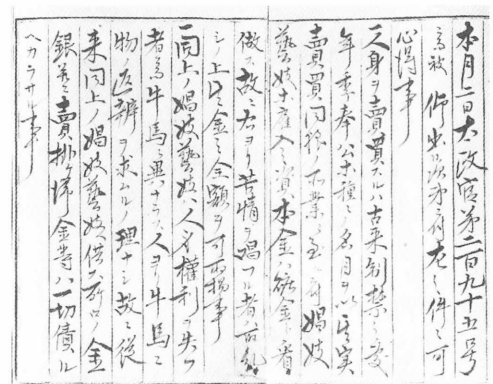 本月二日太政官第二百九十五号
被仰出候次第ニ付左之件々可
心得事
一人身ヲ売買スルハ古来制禁ノ処
年季奉公等種々ノ名目ヲ以テ其実
売買同様ノ所業ニ至ルニ付娼妓
芸妓等雇入ノ資本金ハ贓金ト看
做ス故ニ右ヨリ苦情ヲ唱フル者ハ取糺
ノ上其金ノ全額ヲ可取揚事
一同上ノ娼妓芸妓ハ人身ノ権利ヲ失フ
者ニテ牛馬ニ異ナラス人ヨリ牛馬ニ
物ノ返弁ヲ求ムルノ理ナシ故ニ従
来同上ノ娼妓芸妓ヘ借ス所ノ金
銀並ニ売掛滞金等ハ一切債ル
ヘカラサル事